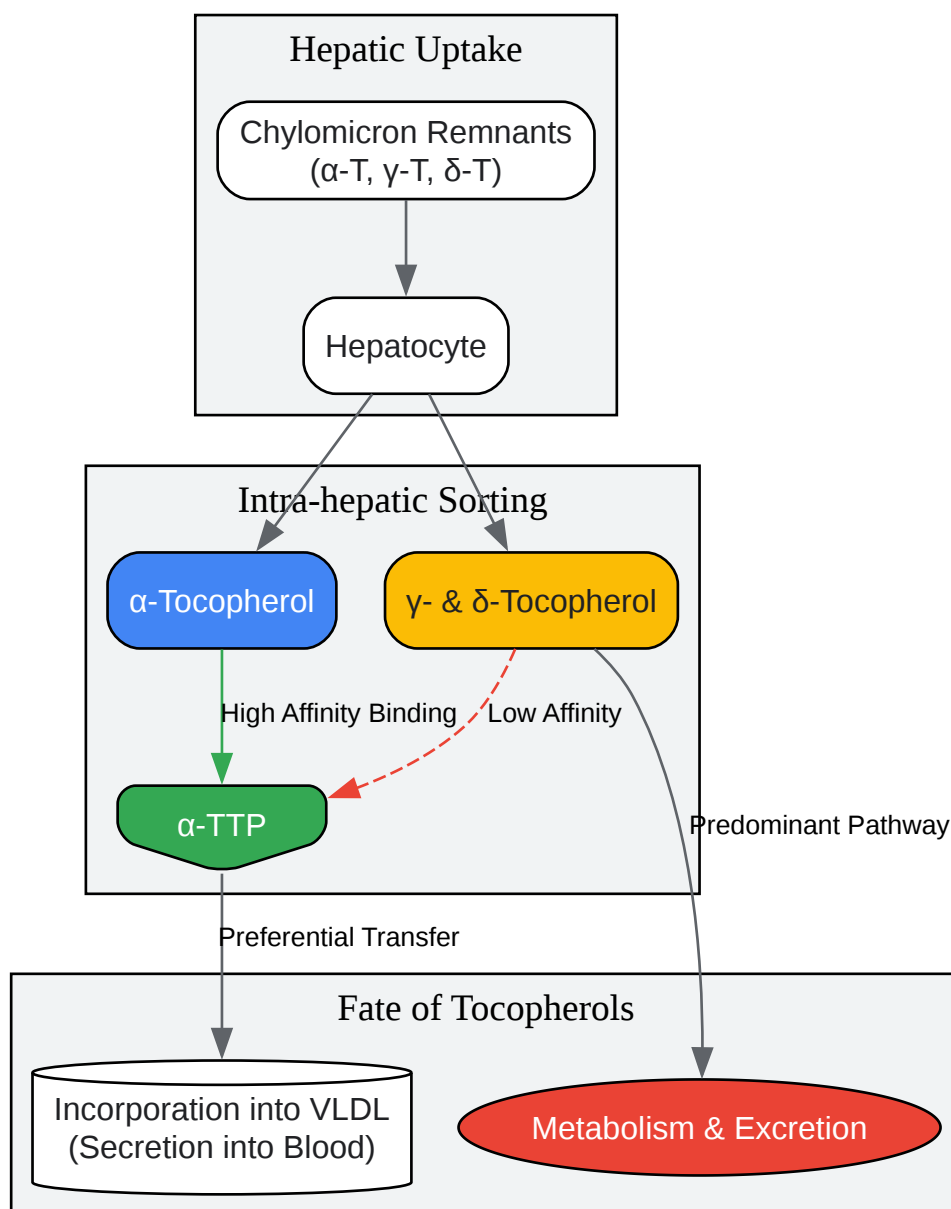 Hepatic Uptake
Chylomicron Remnants
(α-T, γ-T, δ-T)
Hepatocyte
Intra-hepatic Sorting
α-Tocopherol
γ- & δ-Tocopherol
High Affinity Binding
Low Affinity
α-TTP
Predominant Pathway
Preferential Transfer
Fate of Tocopherols
Incorporation into VLDL
(Secretion into Blood)
Metabolism & Excretion